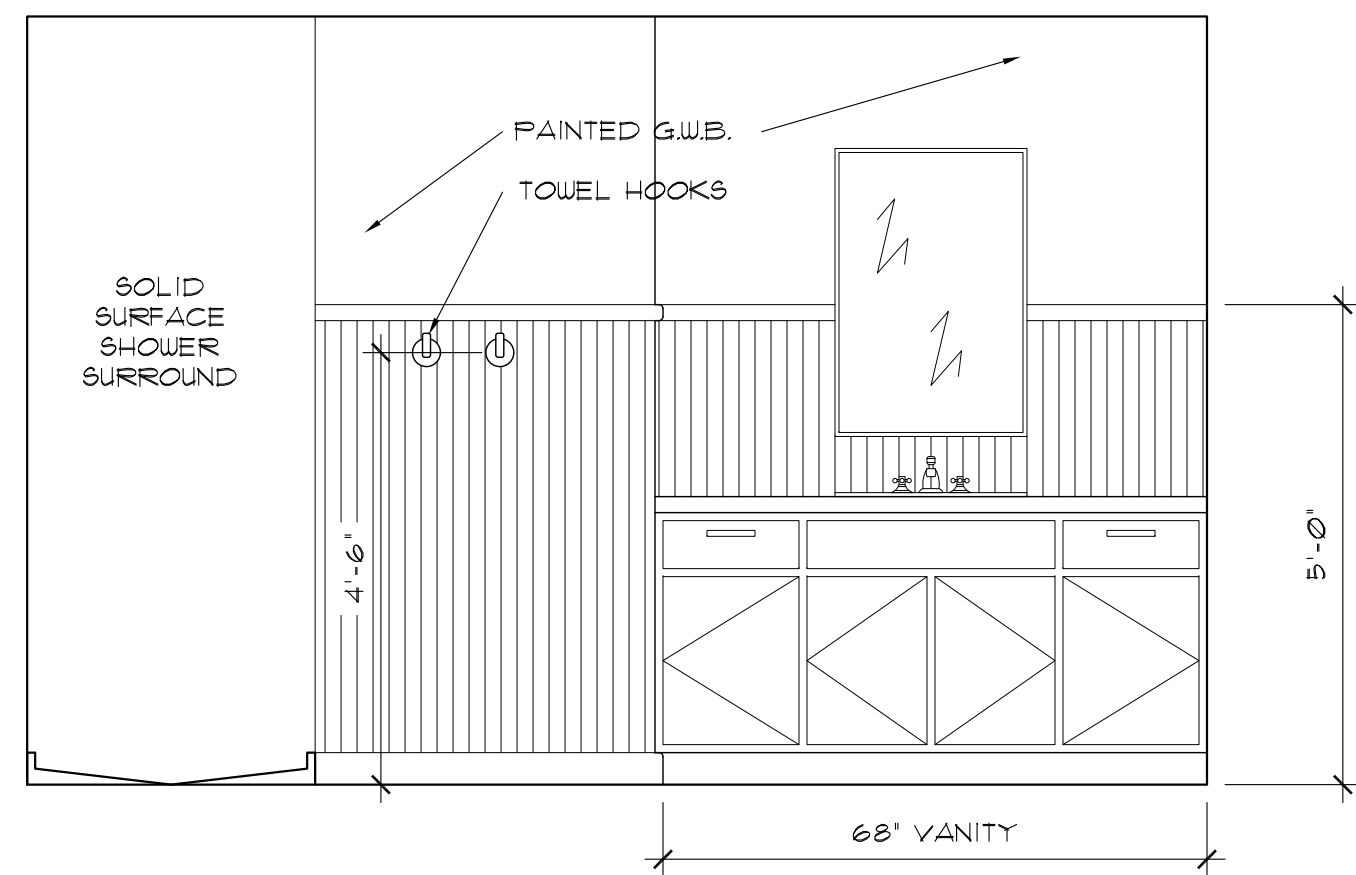 PAINTED G.W.B.
TOWEL HOOKS
SOLID
SURFACE
SHOWER
SURROUND
4'-6"
5'-0"
68" VANITY